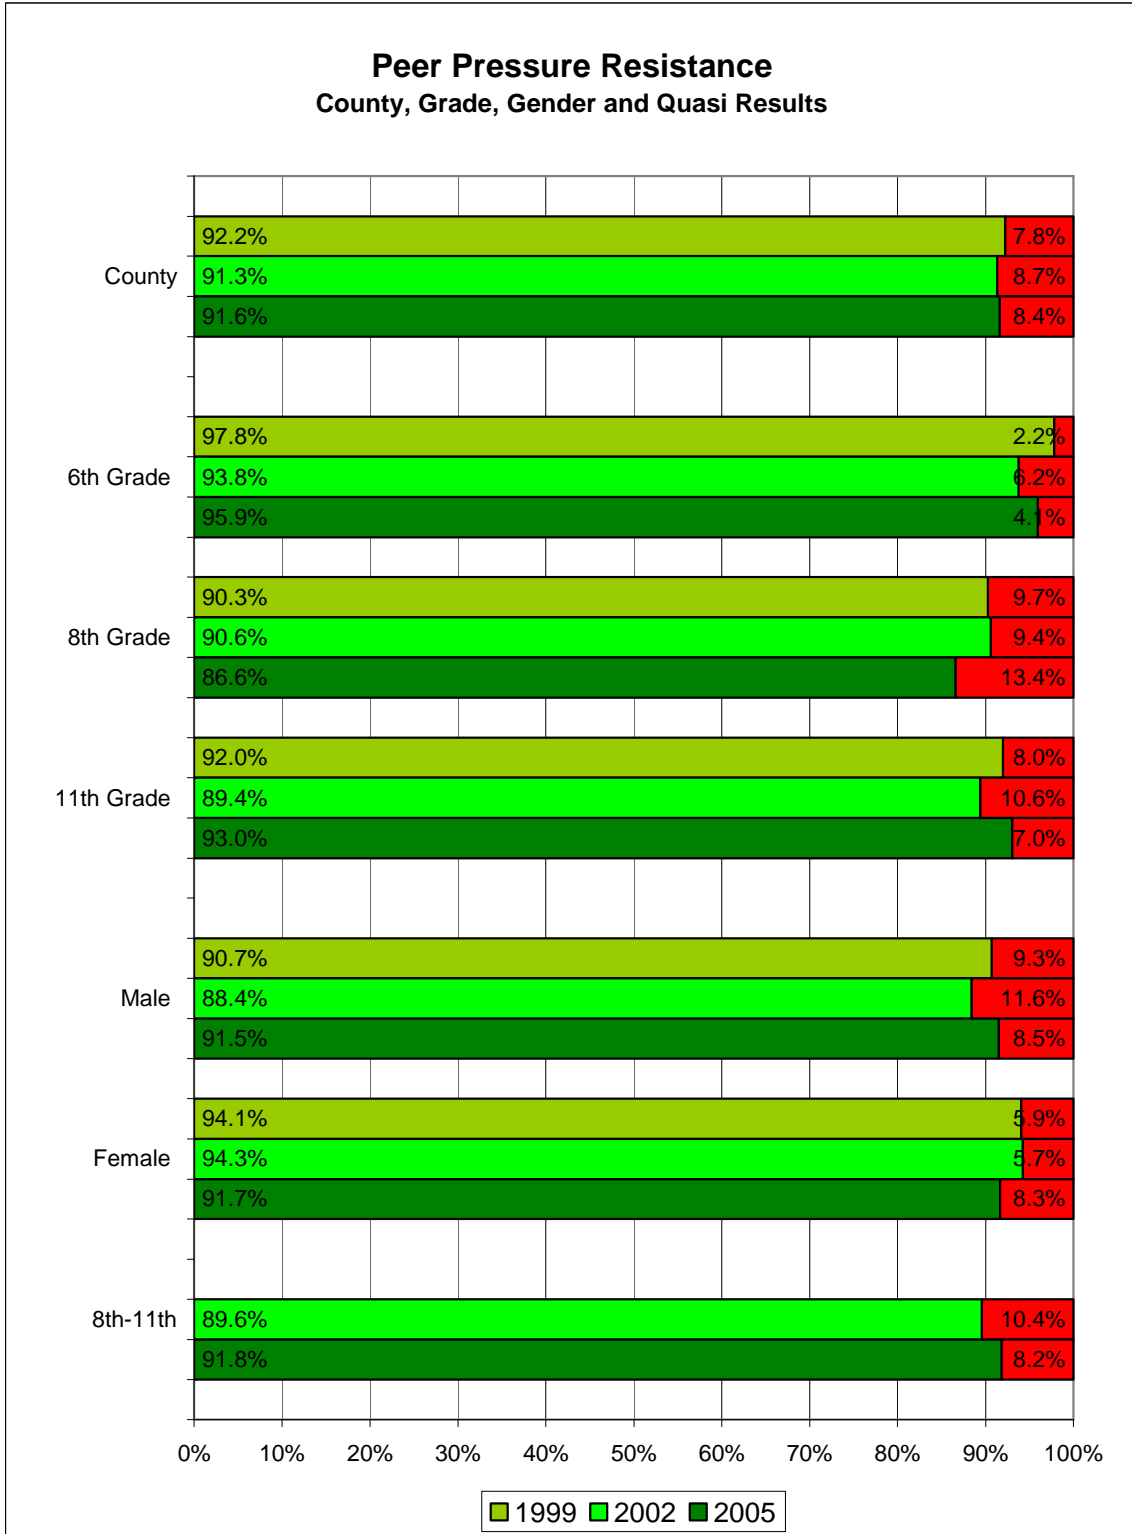 Peer Pressure Resistance
County, Grade, Gender and Quasi Results
92.2% 7.8%
County 91.3% 8.7%
91.6% 8.4%
97.8% 2.2%
6th Grade 93.8% 6.2%
95.9% 4.1%
90.3% 9.7%
8th Grade 90.6% 9.4%
86.6% 13.4%
92.0% 8.0%
11th Grade 89.4% 10.6%
93.0% 7.0%
90.7% 9.3%
Male 88.4% 11.6%
91.5% 8.5%
94.1% 5.9%
Female 94.3% 5.7%
91.7% 8.3%
8th-11th 89.6% 10.4%
91.8% 8.2%
0% 10% 20% 30% 40% 50% 60% 70% 80% 90% 100%
1999 2002 2005